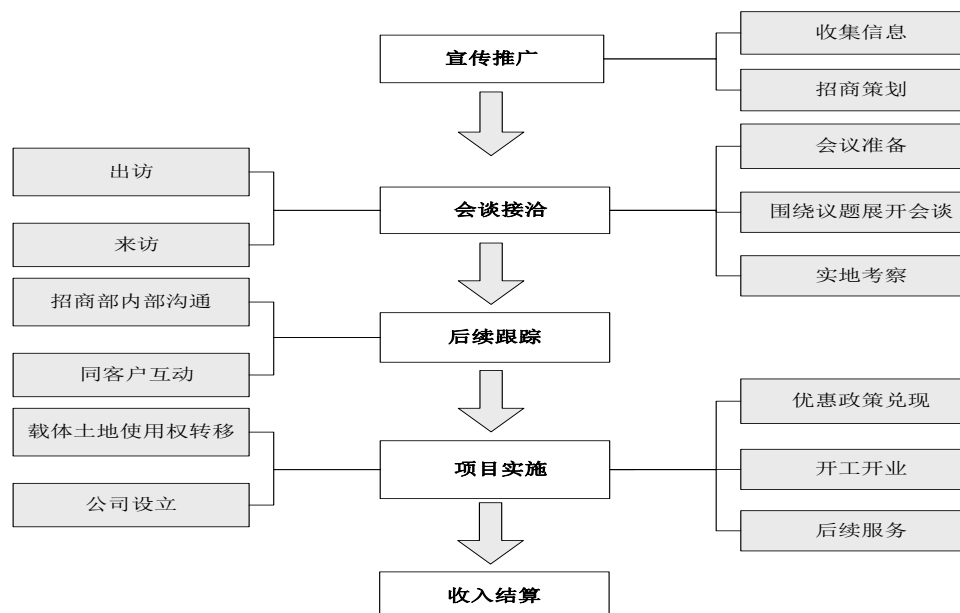 宣传推广
收集信息
招商策划
出访
来访
会谈接洽
会议准备
围绕议题展开会谈
实地考察
招商部内部沟通
同客户互动
后续跟踪
载体土地使用权转移
公司设立
项目实施
优惠政策兑现
开工开业
后续服务
收入结算